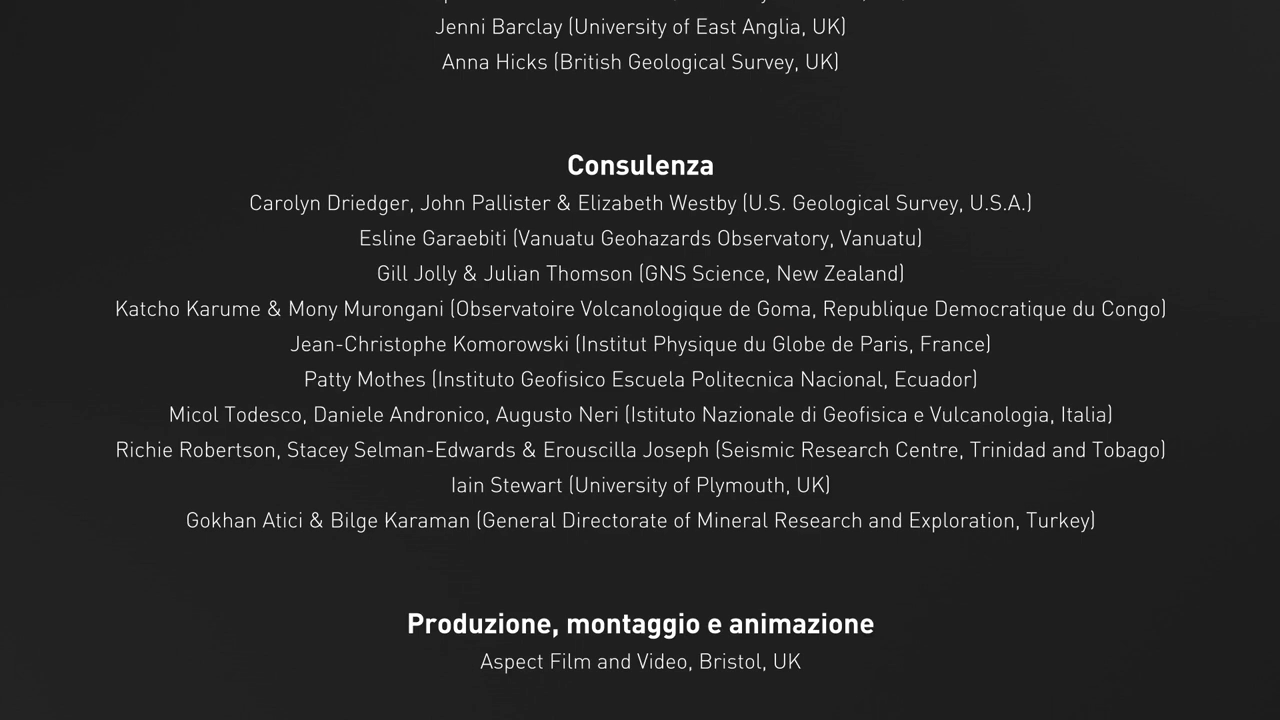 Jenni Barclay (University of East Anglia, UK)
Anna Hicks (British Geological Survey, UK)
Consulenza
Carolyn Driedger, John Pallister & Elizabeth Westby (U.S. Geological Survey, U.S.A.)
Esline Garaebiti (Vanuatu Geohazards Observatory, Vanuatu)
Gill Jolly & Julian Thomson (GNS Science, New Zealand)
Katcho Karume & Mony Murongani (Observatoire Volcanologique de Goma, Republique Democratique du Congo)
Jean-Christophe Komorowski (Institut Physique du Globe de Paris, France)
Patty Mothes (Instituto Geofisico Escuela Politecnica Nacional, Ecuador)
Micol Todesco, Daniele Andronico, Augusto Neri (Istituto Nazionale di Geofisica e Vulcanologia, Italia)
Richie Robertson, Stacey Selman-Edwards & Erouscilla Joseph (Seismic Research Centre, Trinidad and Tobago)
Iain Stewart (University of Plymouth, UK)
Gokhan Atici & Bilge Karaman (General Directorate of Mineral Research and Exploration, Turkey)
Produzione, montaggio e animazione
Aspect Film and Video, Bristol, UK